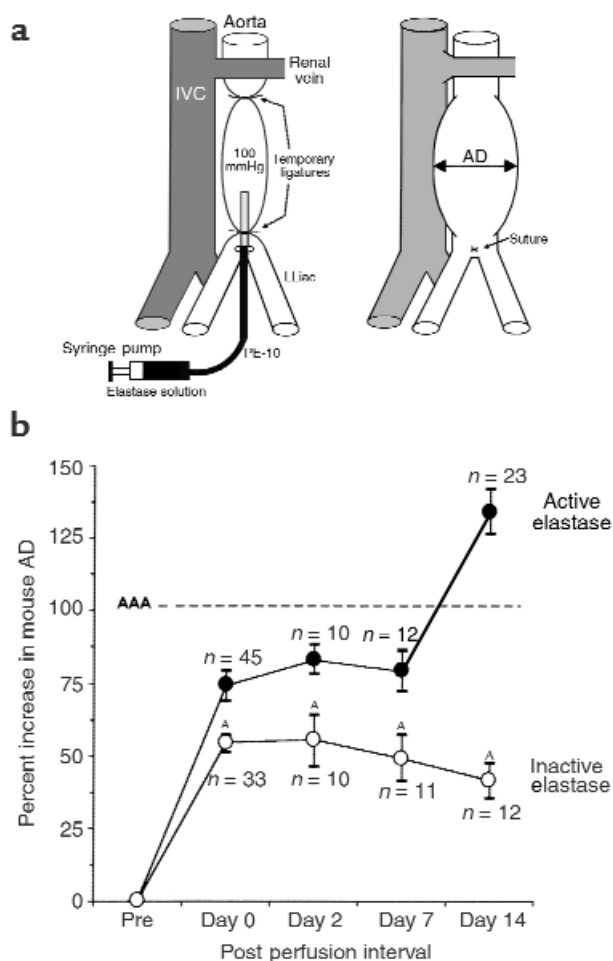 a
Aorta
Renal
vein
IVC
100
mmHg
Temporary
ligatures
LLiac
PE-10
Syringe pump
Elastase solution
AD
Suture
b
Percent increase in mouse AD
150
125
100
75
50
25
0
AAA
n = 45
n = 10
n = 12
n = 23
Active
elastase
A
A
A
A
n = 33
n = 10
n = 11
n = 12
Inactive
elastase
Pre
Day 0
Day 2
Day 7
Day 14
Post perfusion interval